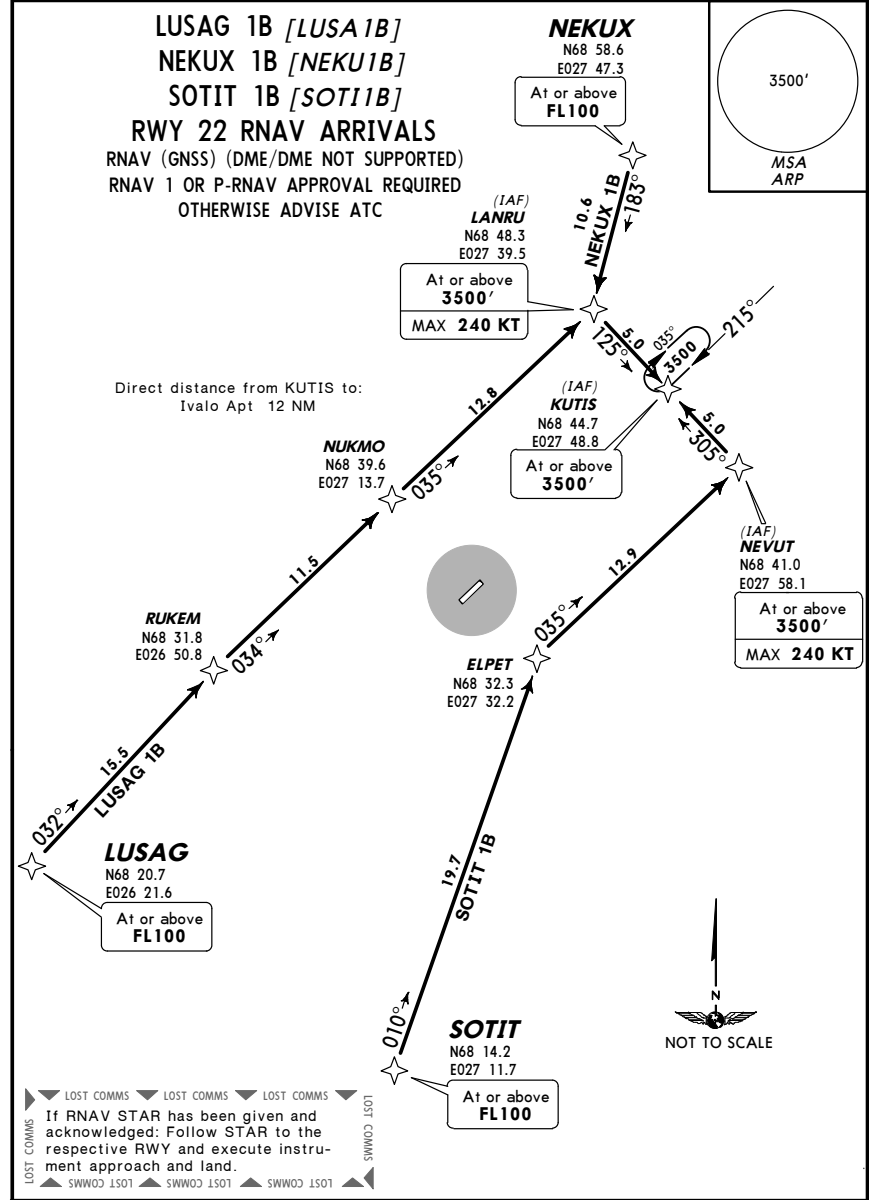 LUSAG 1B [LUSA1B]
NEKUX 1B [NEKU1B]
SOTIT 1B [SOTI1B]
RWY 22 RNAV ARRIVALS
RNAV (GNSS) (DME/DME NOT SUPPORTED)
RNAV 1 OR P-RNAV APPROVAL REQUIRED
OTHERWISE ADVISE ATC
NEKUX
N68 58.6
E027 47.3
At or above
FL100
3500'
MSA
ARP
10.6
NEKUX 1B
183°
(IAF)
LANRU
N68 48.3
E027 39.5
At or above
3500'
MAX 240 KT
5.0
125°
035°
3500
215°
Direct distance from KUTIS to:
Ivalo Apt 12 NM
12.8
035°
(IAF)
KUTIS
N68 44.7
E027 48.8
At or above
3500'
5.0
305°
NUKMO
N68 39.6
E027 13.7
(IAF)
NEVUT
N68 41.0
E027 58.1
At or above
3500'
MAX 240 KT
11.5
034°
12.9
035°
RUKEM
N68 31.8
E026 50.8
ELPET
N68 32.3
E027 32.2
15.5
LUSAG 1B
032°
LUSAG
N68 20.7
E026 21.6
At or above
FL100
19.7
SOTIT 1B
010°
SOTIT
N68 14.2
E027 11.7
At or above
FL100
N
NOT TO SCALE
LOST COMMS LOST COMMS LOST COMMS
LOST COMMS
If RNAV STAR has been given and
acknowledged: Follow STAR to the
respective RWY and execute instru-
ment approach and land.
LOST COMMS
LOST COMMS LOST COMMS LOST COMMS